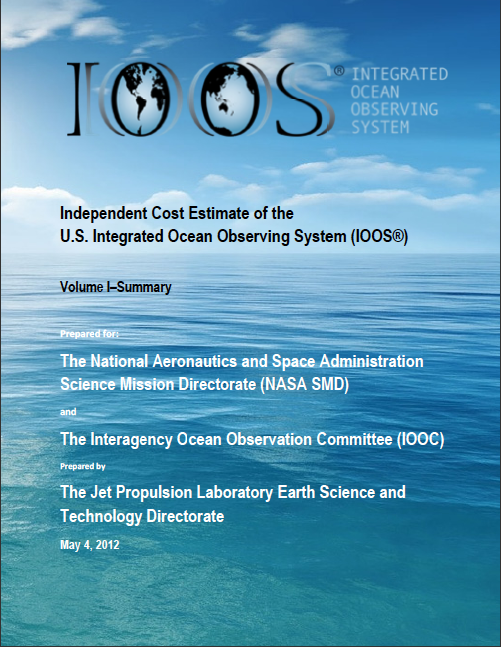 IOOS® INTEGRATED
OCEAN
OBSERVING
SYSTEM
Independent Cost Estimate of the
U.S. Integrated Ocean Observing System (IOOS®)
Volume I–Summary
Prepared for:
The National Aeronautics and Space Administration
Science Mission Directorate (NASA SMD)
and
The Interagency Ocean Observation Committee (IOOC)
Prepared by
The Jet Propulsion Laboratory Earth Science and
Technology Directorate
May 4, 2012